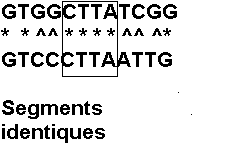 GTGGCTTATCGG
* * ^^ * * * * ^^ ^*
GTCCCTTAATTG
Segments
identiques